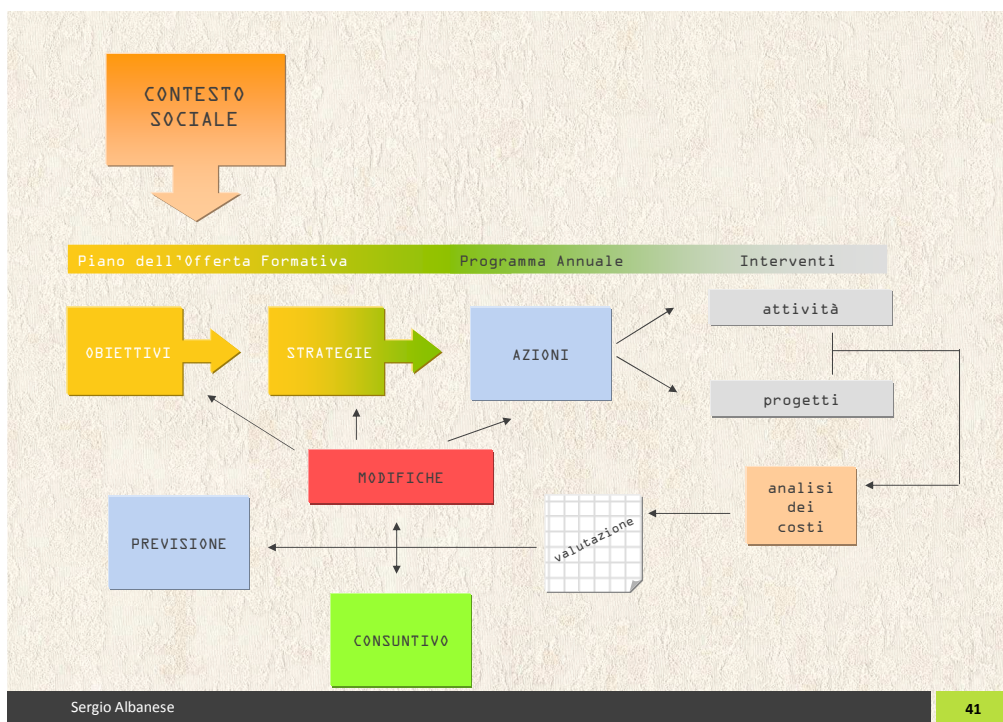 CONTESTO
SOCIALE
Piano dell'Offerta Formativa
Programma Annuale
Interventi
OBIETTIVI
STRATEGIE
AZIONI
attività
progetti
MODIFICHE
analisi
dei
costi
valutazione
PREVISIONE
CONSUNTIVO
Sergio Albanese
41